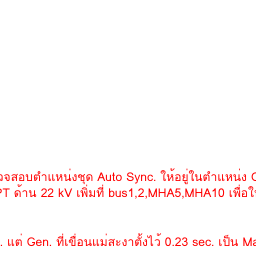 จสอบตำแหน่งชุด Auto Sync. ให้อยู่ในตำแหน่ง
PT ด้าน 22 kV เพิ่มที่ bus1,2,MHA5,MHA10 เพื่อใ
. แต่ Gen. ที่เขื่อนแม่สะงาตั้งไว้ 0.23 sec. เป็น Ma